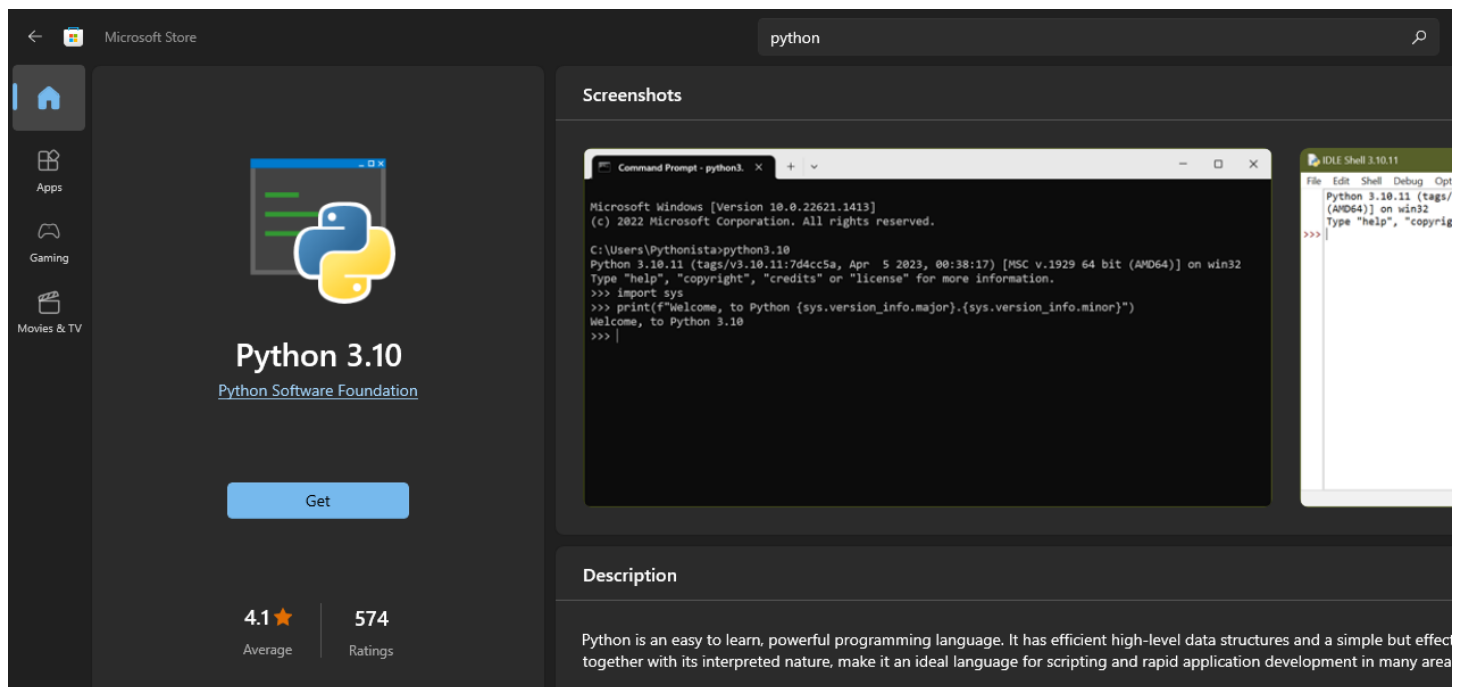 Microsoft Store
python
Apps
Gaming
Movies & TV
Python 3.10
Python Software Foundation
Get
4.1
574
Average
Ratings
Screenshots
Command Prompt - python3.
Microsoft Windows [Version 10.0.22621.1413]
(c) 2022 Microsoft Corporation. All rights reserved.
C:\Users\Pythonista>python3.10
Python 3.10.11 (tags/v3.10.11:7d4cc5a, Apr  5 2023, 00:38:17) [MSC v.1929 64 bit (AMD64)] on win32
Type "help", "copyright", "credits" or "license" for more information.
>>> import sys
>>> print(f"Welcome, to Python {sys.version_info.major}.{sys.version_info.minor}")
Welcome, to Python 3.10
>>>
IDLE Shell 3.10.11
File Edit Shell Debug Opt
Python 3.10.11 (tags/
(AMD64)] on win32
Type "help", "copyrig
>>>
Description
Python is an easy to learn, powerful programming language. It has efficient high-level data structures and a simple but effect
together with its interpreted nature, make it an ideal language for scripting and rapid application development in many area